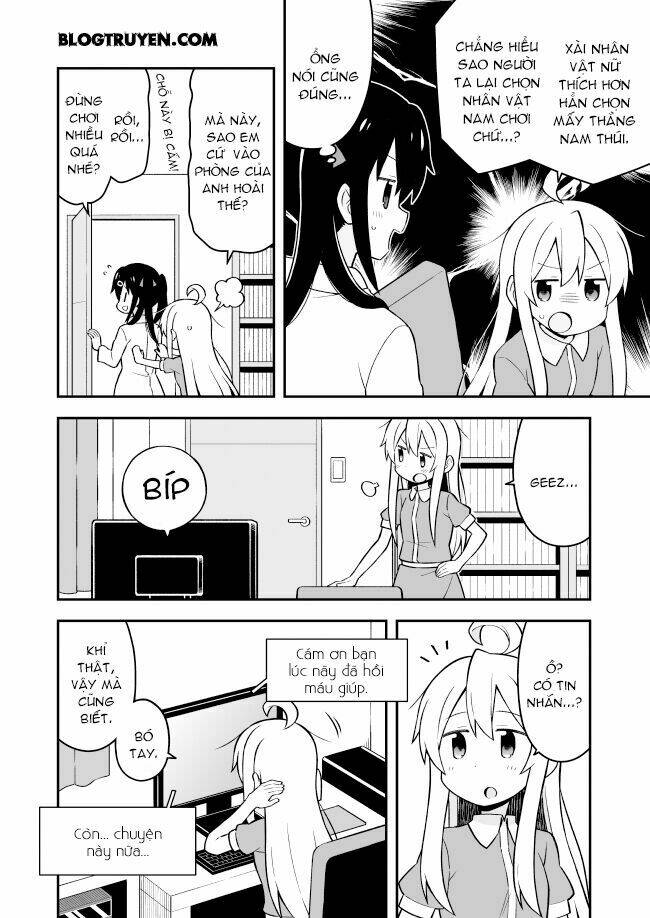 BLOGTRUYEN.COM
XÀI NHÂN
VẬT NỮ
THÍCH HƠN
HẲN CHỌN
MẤY THẰNG
NAM THÚI.
CHẲNG HIỂU
SAO NGƯỜI
TA LẠI CHỌN
NHÂN VẬT
NAM CHƠI
CHỨ...?
ỔNG
NÓI CŨNG
ĐÚNG...?
MÀ NÀY,
SAO EM
CỨ VÀO
PHÒNG CỦA
ANH HOÀI
THẾ?
CHỖ NÀY BỊ CẤM!
RỒI,
RỒI...
ĐỪNG
CHƠI
NHIỀU
QUÁ
NHÉ?
GEEZ...
BÍP
Ồ?
CÓ TIN
NHẮN...?
Cám ơn bạn
lúc nãy đã hồi
máu giúp.
KHỈ
THẬT,
VẬY MÀ
CŨNG
BIẾT.
BÓ
TAY.
Còn... chuyện
này nữa...